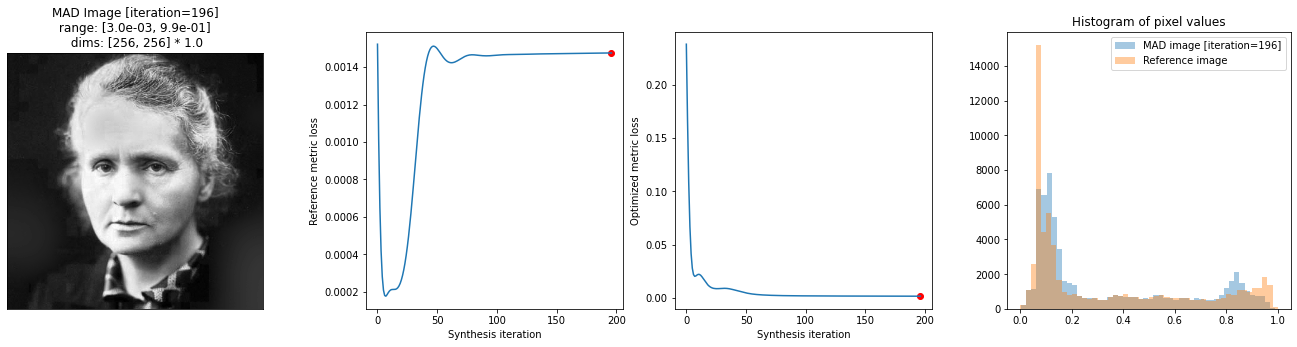 MAD Image [iteration=196]
range: [3.0e-03, 9.9e-01]
dims: [256, 256] * 1.0
Reference metric loss
0.0014
0.0012
0.0010
0.0008
0.0006
0.0004
0.0002
0 50 100 150 200
Synthesis iteration
Optimized metric loss
0.20
0.15
0.10
0.05
0.00
0 50 100 150 200
Synthesis iteration
Histogram of pixel values
MAD image [iteration=196]
Reference image
14000
12000
10000
8000
6000
4000
2000
0
0.0 0.2 0.4 0.6 0.8 1.0